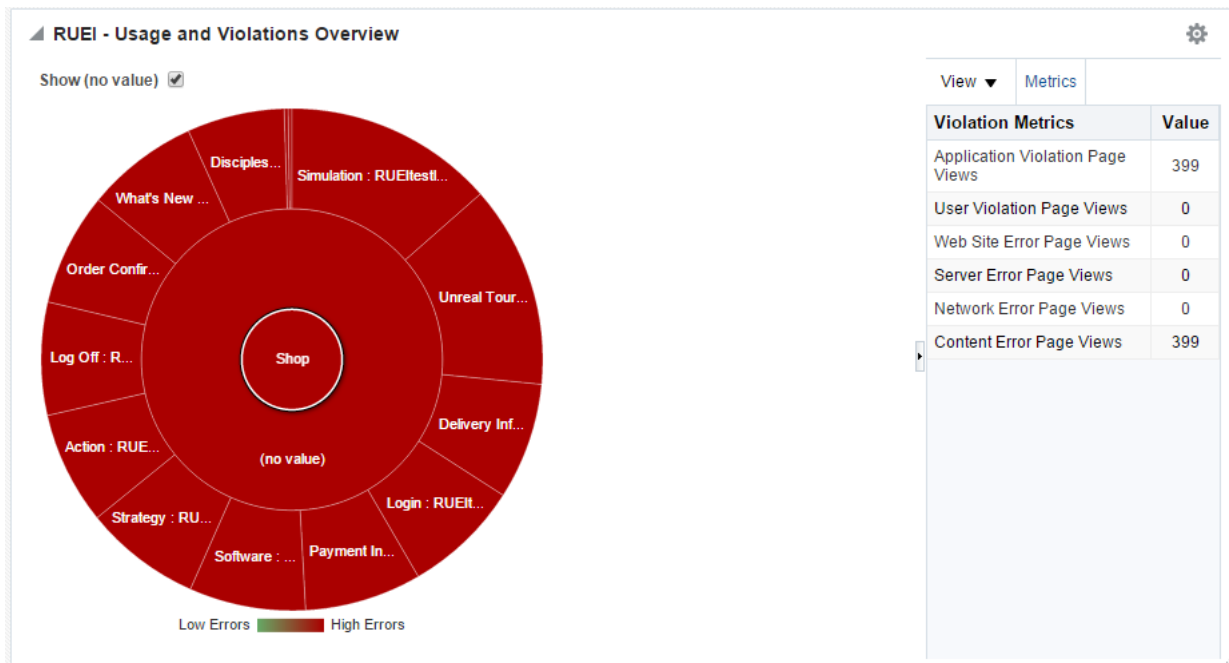 RUEI - Usage and Violations Overview
Show (no value)
Disciples...
Simulation : RUEItestI...
What's New ...
Order Confir...
Unreal Tour...
Log Off : R...
Shop
Delivery Inf...
Action : RUE...
(no value)
Login : RUEIt...
Strategy : RU...
Software : ...
Payment In...
Low Errors
High Errors
View
Metrics
Violation Metrics Value
Application Violation Page
Views 399
User Violation Page Views 0
Web Site Error Page Views 0
Server Error Page Views 0
Network Error Page Views 0
Content Error Page Views 399